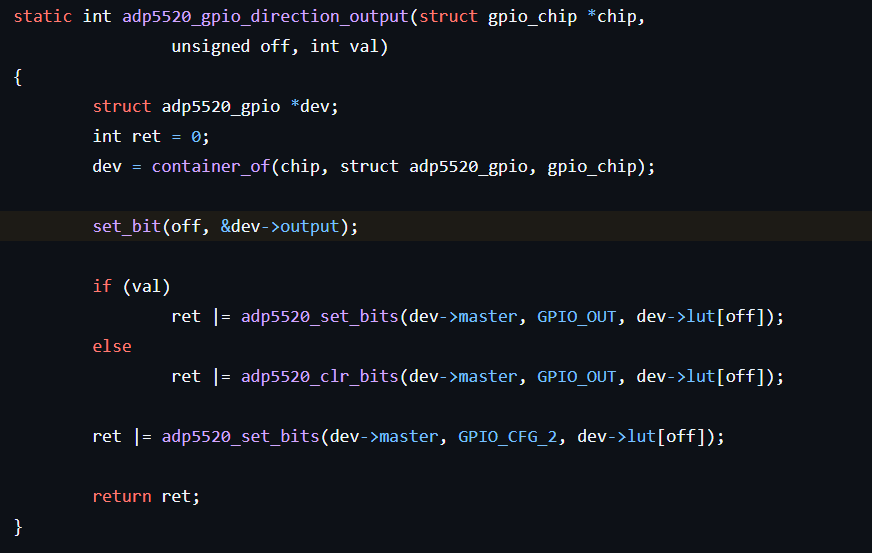 static int adp5520_gpio_direction_output(struct gpio_chip *chip,
unsigned off, int val)
{
struct adp5520_gpio *dev;
int ret = 0;
dev = container_of(chip, struct adp5520_gpio, gpio_chip);
set_bit(off, &dev->output);
if (val)
ret |= adp5520_set_bits(dev->master, GPIO_OUT, dev->lut[off]);
else
ret |= adp5520_clr_bits(dev->master, GPIO_OUT, dev->lut[off]);
ret |= adp5520_set_bits(dev->master, GPIO_CFG_2, dev->lut[off]);
return ret;
}